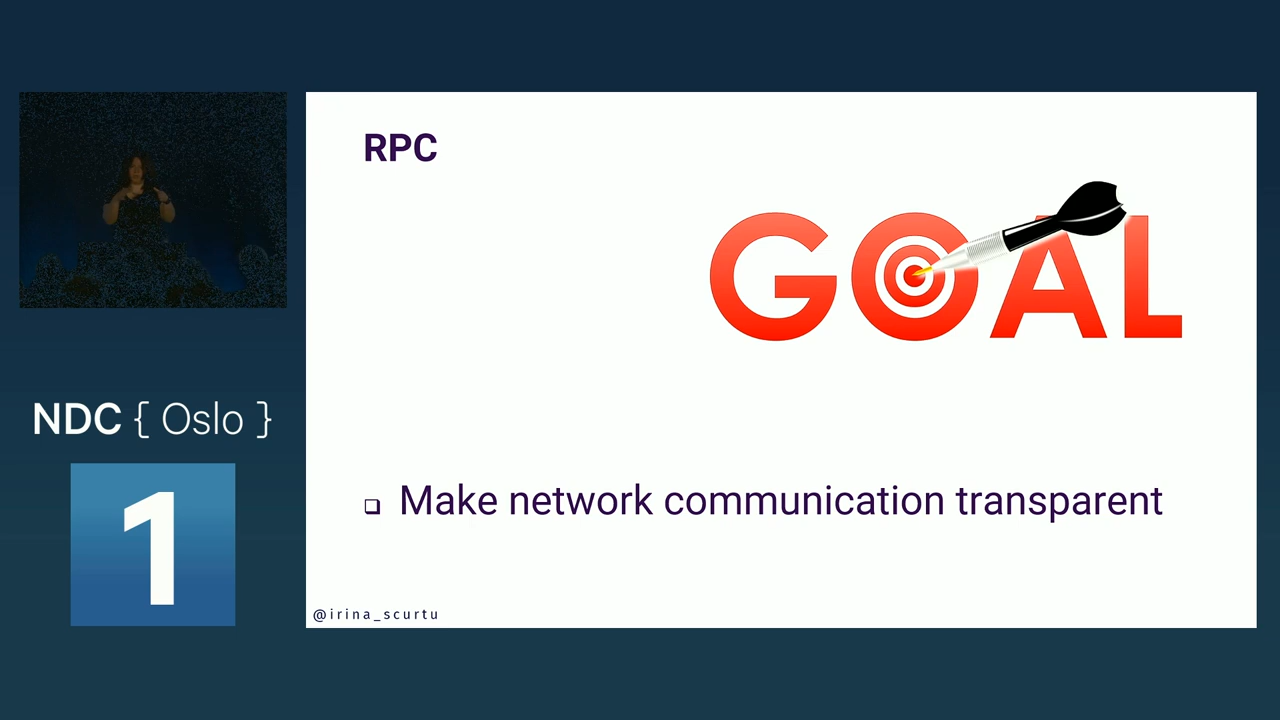 RPC
GOAL
NDC { Oslo }
1
Make network communication transparent
@irina_scurtu